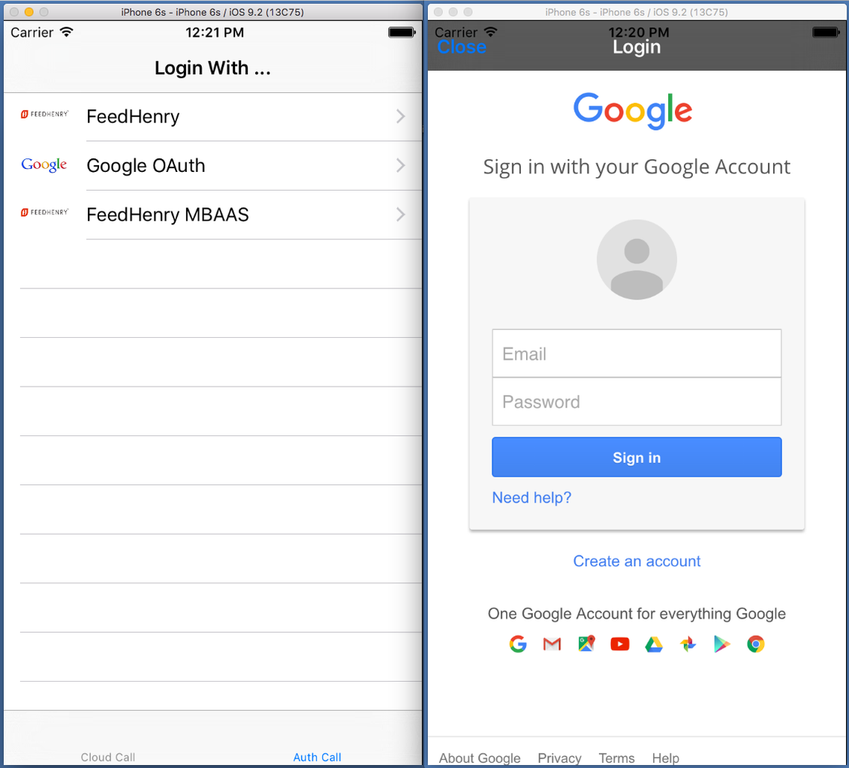 iPhone 6s - iPhone 6s / iOS 9.2 (13C75)
Carrier 12:21 PM
Login With ...
FEEDHENRY FeedHenry
Google Google OAuth
FEEDHENRY FeedHenry MBAAS
Cloud Call Auth Call
iPhone 6s - iPhone 6s / iOS 9.2 (13C75)
Carrier 12:20 PM
Close Login
Google
Sign in with your Google Account
Email
Password
Sign in
Need help?
Create an account
One Google Account for everything Google
About Google Privacy Terms Help